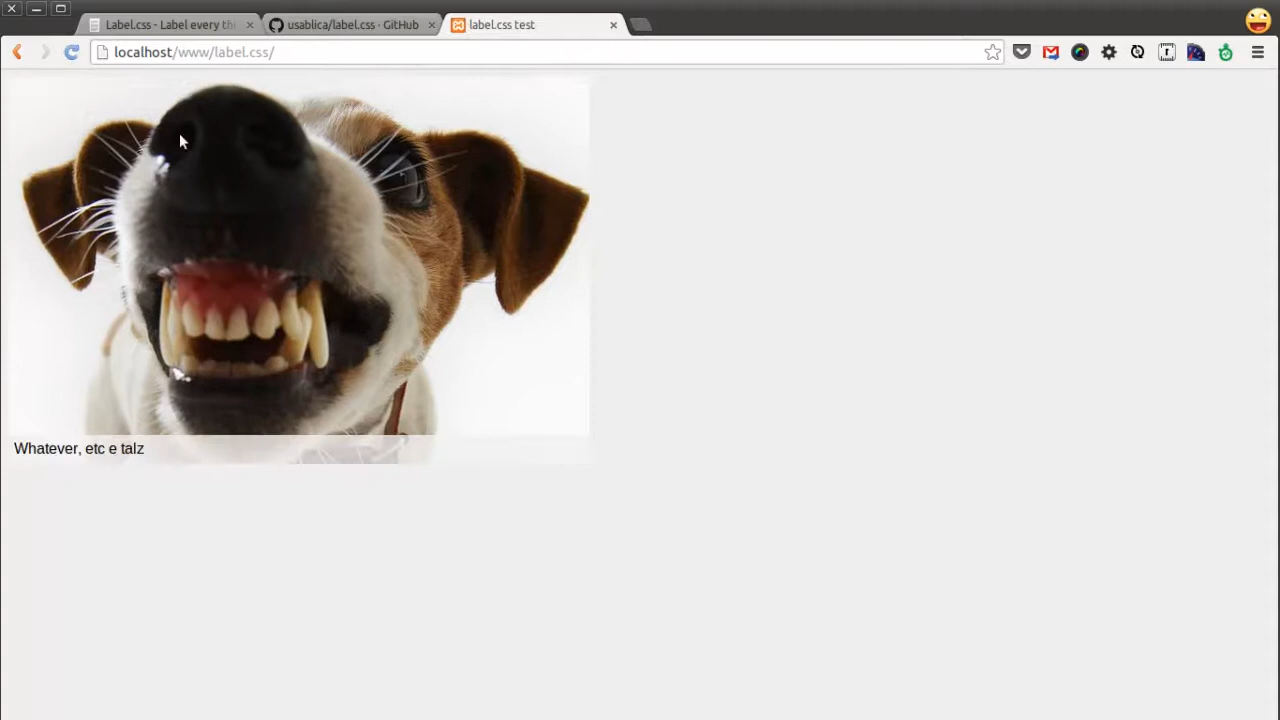 Label.css - Label every th
usablica/label.css · GitHub
label.css test
localhost/www/label.css/
Whatever, etc e talz